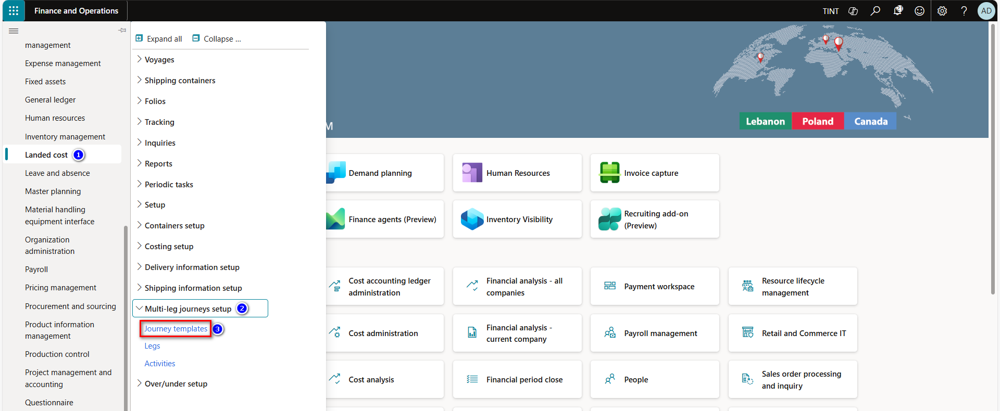 Finance and Operations
TINT
21
AD
management
Expense management
Fixed assets
General ledger
Human resources
Inventory management
Landed cost 1
Leave and absence
Master planning
Material handling
equipment interface
Organization
administration
Payroll
Pricing management
Procurement and sourcing
Product information
management
Production control
Project management and
accounting
Questionnaire
Expand all
Collapse ...
Voyages
Shipping containers
Folios
Tracking
Inquiries
Reports
Periodic tasks
Setup
Containers setup
Costing setup
Delivery information setup
Shipping information setup
Multi-leg journeys setup 2
Journey templates 3
Legs
Activities
Over/under setup
M
Lebanon
Poland
Canada
Demand planning
Human Resources
Invoice capture
Finance agents (Preview)
Inventory Visibility
Recruiting add-on
(Preview)
Cost accounting ledger
administration
Financial analysis - all
companies
Payment workspace
Resource lifecycle
management
Cost administration
Financial analysis -
current company
Payroll management
Retail and Commerce IT
Cost analysis
Financial period close
People
Sales order processing
and inquiry